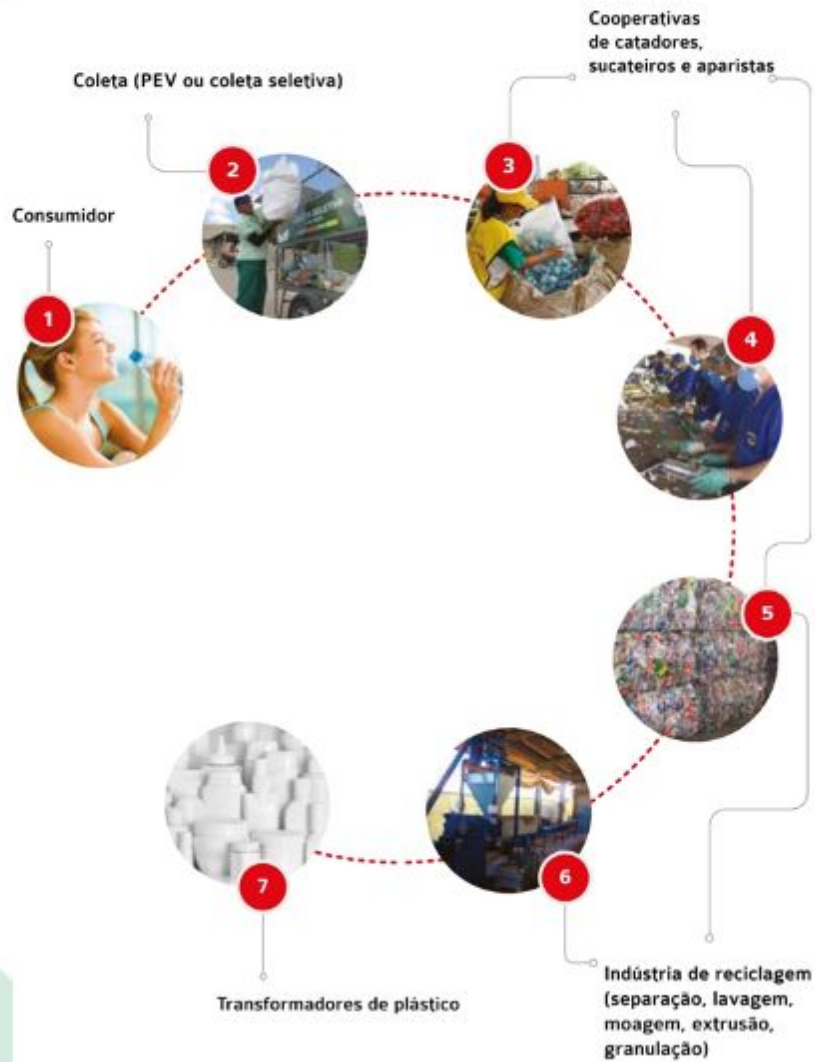 Cooperativas
de catadores,
sucateiros e aparistas
Coleta (PEV ou coleta seletiva)
2
3
Consumidor
1
4
5
7
6
Transformadores de plástico
Indústria de reciclagem
(separação, lavagem,
moagem, extrusão,
granulação)